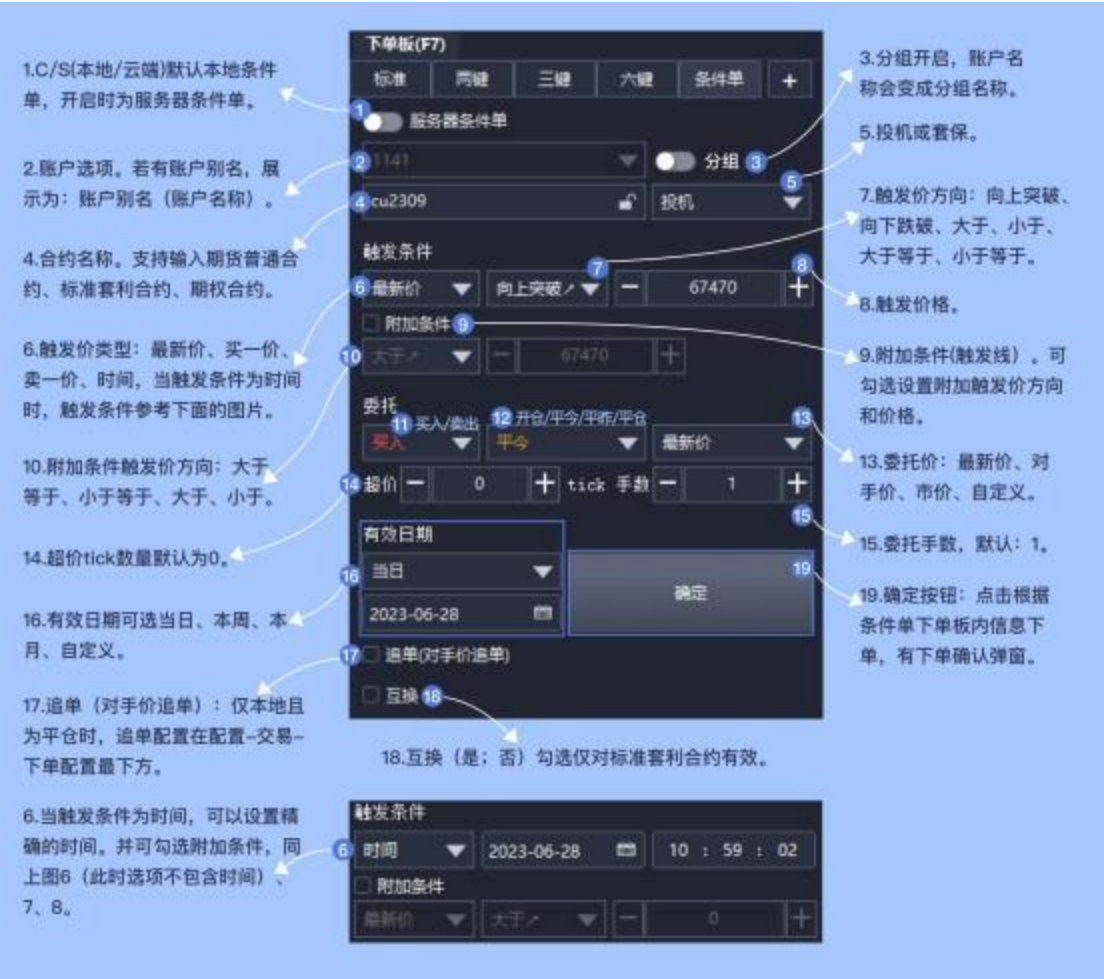 下单板(F7)
标准 两键 三键 六键 条件单 +
1
服务器条件单
2
1141
分组
3
4
cu2309
投机
5
触发条件
6
最新价
向上突破↗
7
- 67470 +
8
附加条件
9
10
大于↗
- 67470 +
委托
11
买入/卖出
12
开仓/平今/平昨/平仓
13
买入
平今
最新价
14
超价 - 0 + tick 手数 - 1 +
15
有效日期
16
当日
2023-06-28
确定
19
17
追单(对手价追单)
互换
18
1.C/S(本地/云端)默认本地条件
单，开启时为服务器条件单。
2.账户选项。若有账户别名，展
示为：账户别名（账户名称）。
4.合约名称。支持输入期货普通合
约、标准套利合约、期权合约。
6.触发价类型：最新价、买一价、
卖一价、时间，当触发条件为时间
时，触发条件参考下面的图片。
10.附加条件触发价方向：大于
等于、小于等于、大于、小于。
14.超价tick数量默认为0。
16.有效日期可选当日、本周、本
月、自定义。
17.追单（对手价追单）：仅本地且
为平仓时，追单配置在配置-交易-
下单配置最下方。
3.分组开启，账户名
称会变成分组名称。
5.投机或套保。
7.触发价方向：向上突破、
向下跌破、大于、小于、
大于等于、小于等于。
8.触发价格。
9.附加条件(触发线）。可
勾选设置附加触发价方向
和价格。
13.委托价：最新价、对
手价、市价、自定义。
15.委托手数，默认：1。
19.确定按钮：点击根据
条件单下单板内信息下
单，有下单确认弹窗。
18.互换（是；否）勾选仅对标准套利合约有效。
6.当触发条件为时间，可以设置精
确的时间。并可勾选附加条件，同
上图6（此时选项不包含时间）、
7、8。
触发条件
6
时间
2023-06-28
10 : 59 : 02
附加条件
最新价
大于↗
- 0 +